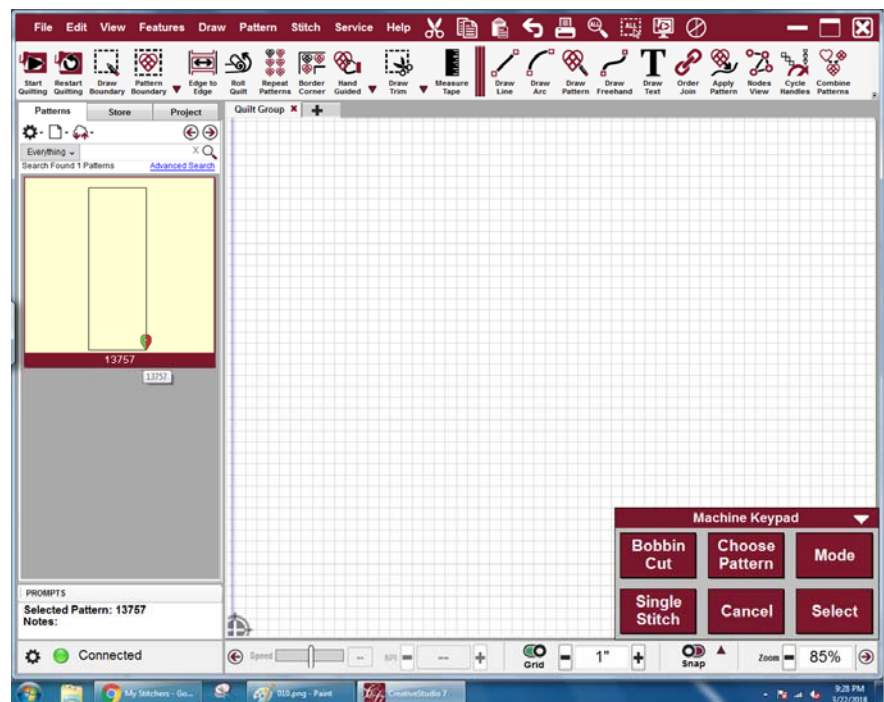 File Edit View Features Draw Pattern Stitch Service Help
Start Quilting
Restart Quilting
Draw Boundary
Pattern Boundary
Edge to Edge
Roll Quilt
Repeat Patterns
Border Corner
Hand Guided
Draw Trim
Measure Tape
Draw Line
Draw Arc
Draw Pattern
Draw Freehand
Draw Text
Order Join
Apply Pattern
Nodes View
Cycle Handles
Combine Patterns
Patterns Store Project
Quilt Group
Everything
X
Search Found 1 Patterns Advanced Search
13757
13757
Machine Keypad
Bobbin Cut
Choose Pattern
Mode
Single Stitch
Cancel
Select
PROMPTS
Selected Pattern: 13757
Notes:
Connected
Speed --
--
Grid
1"
Snap
Zoom 85%
My Stitchers - Go...
010.png - Paint
CreativeStudio 7
9:28 PM
3/22/2018